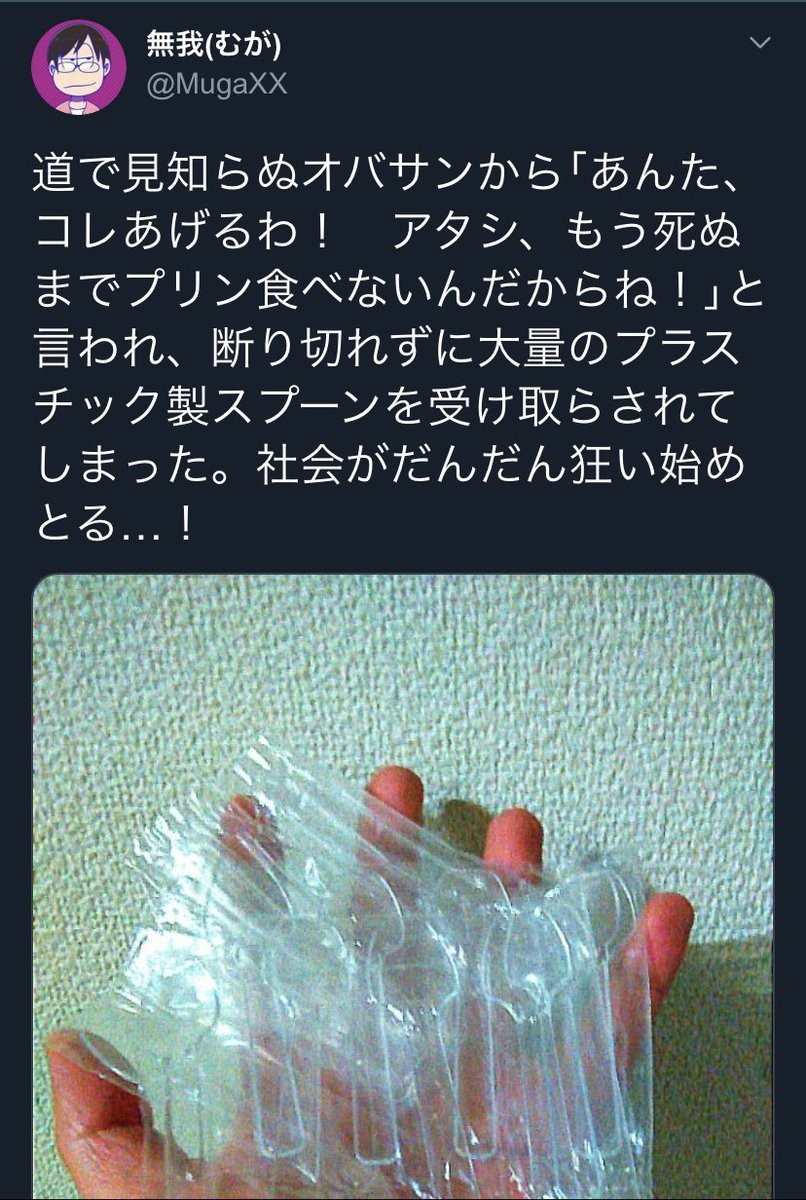 無我(むが)
@MugaXX
道で見知らぬオバサンから｢あんた、
コレあげるわ！　アタシ、もう死ぬ
までプリン食べないんだからね！｣と
言われ、断り切れずに大量のプラス
チック製スプーンを受け取らされて
しまった。社会がだんだん狂い始め
とる…！